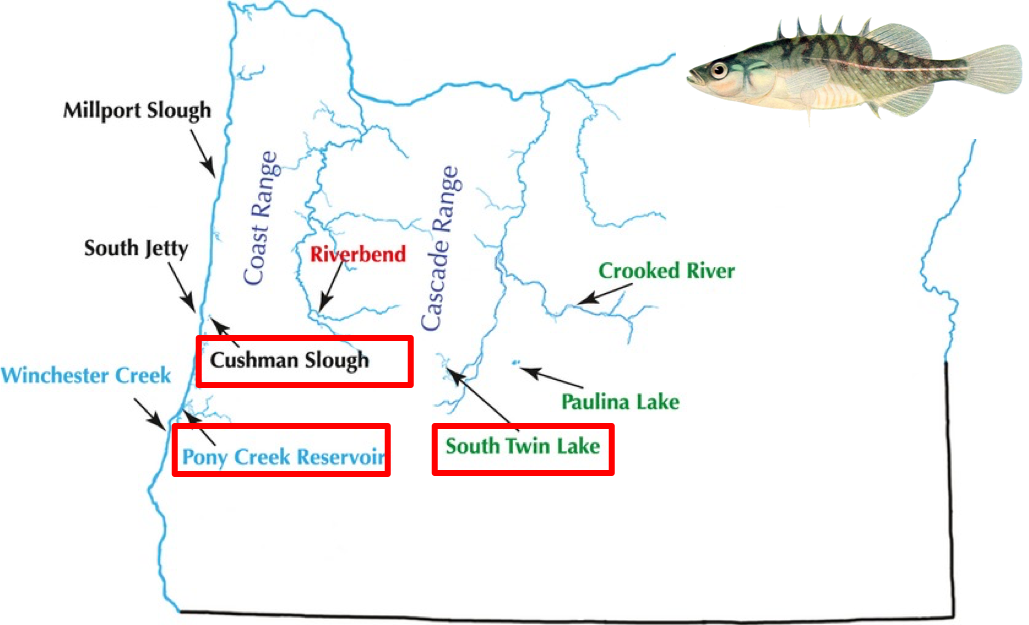 Millport Slough
Coast Range
Cascade Range
South Jetty
Riverbend
Crooked River
Cushman Slough
Winchester Creek
Paulina Lake
Pony Creek Reservoir
South Twin Lake